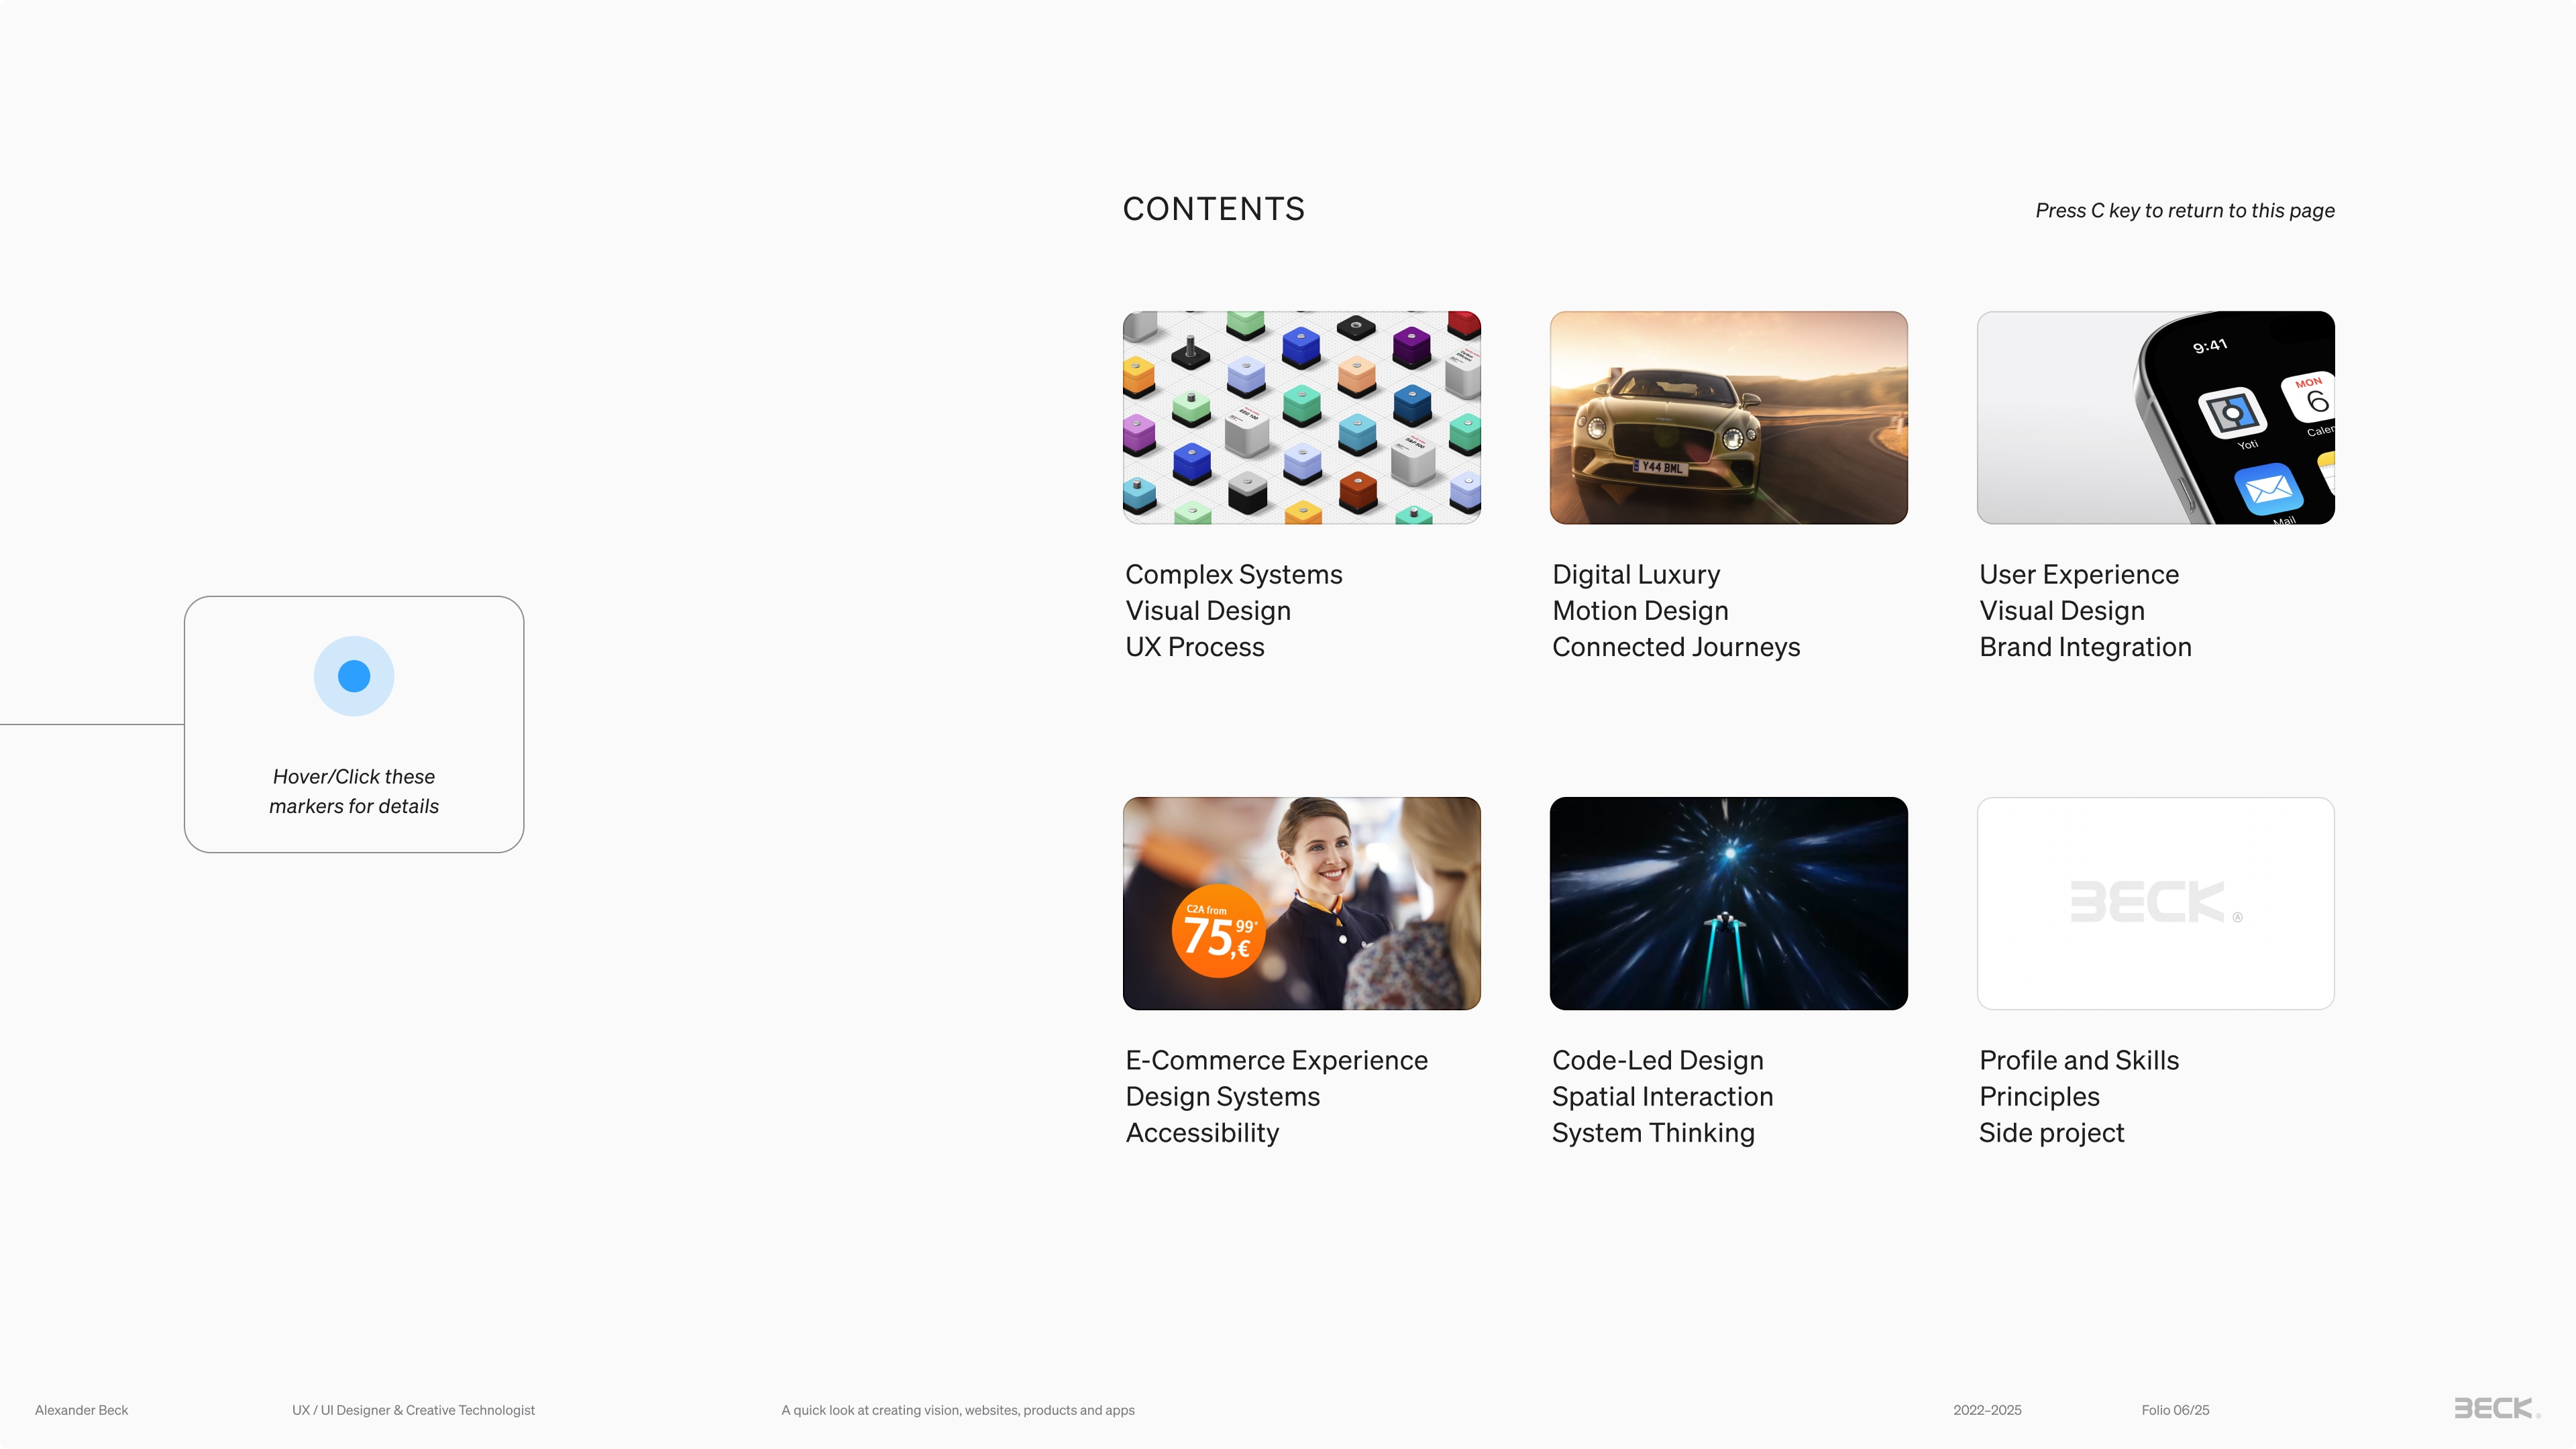 CONTENTS
Press C key to return to this page
9:41
MON
6
Yoti
Mail
Y44 BML
Complex Systems
Visual Design
UX Process
Digital Luxury
Motion Design
Connected Journeys
User Experience
Visual Design
Brand Integration
Hover/Click these
markers for details
C2A from
75,99*€
BECK
E-Commerce Experience
Design Systems
Accessibility
Code-Led Design
Spatial Interaction
System Thinking
Profile and Skills
Principles
Side project
Alexander Beck
UX / UI Designer & Creative Technologist
A quick look at creating vision, websites, products and apps
2022–2025
Folio 06/25
BECK